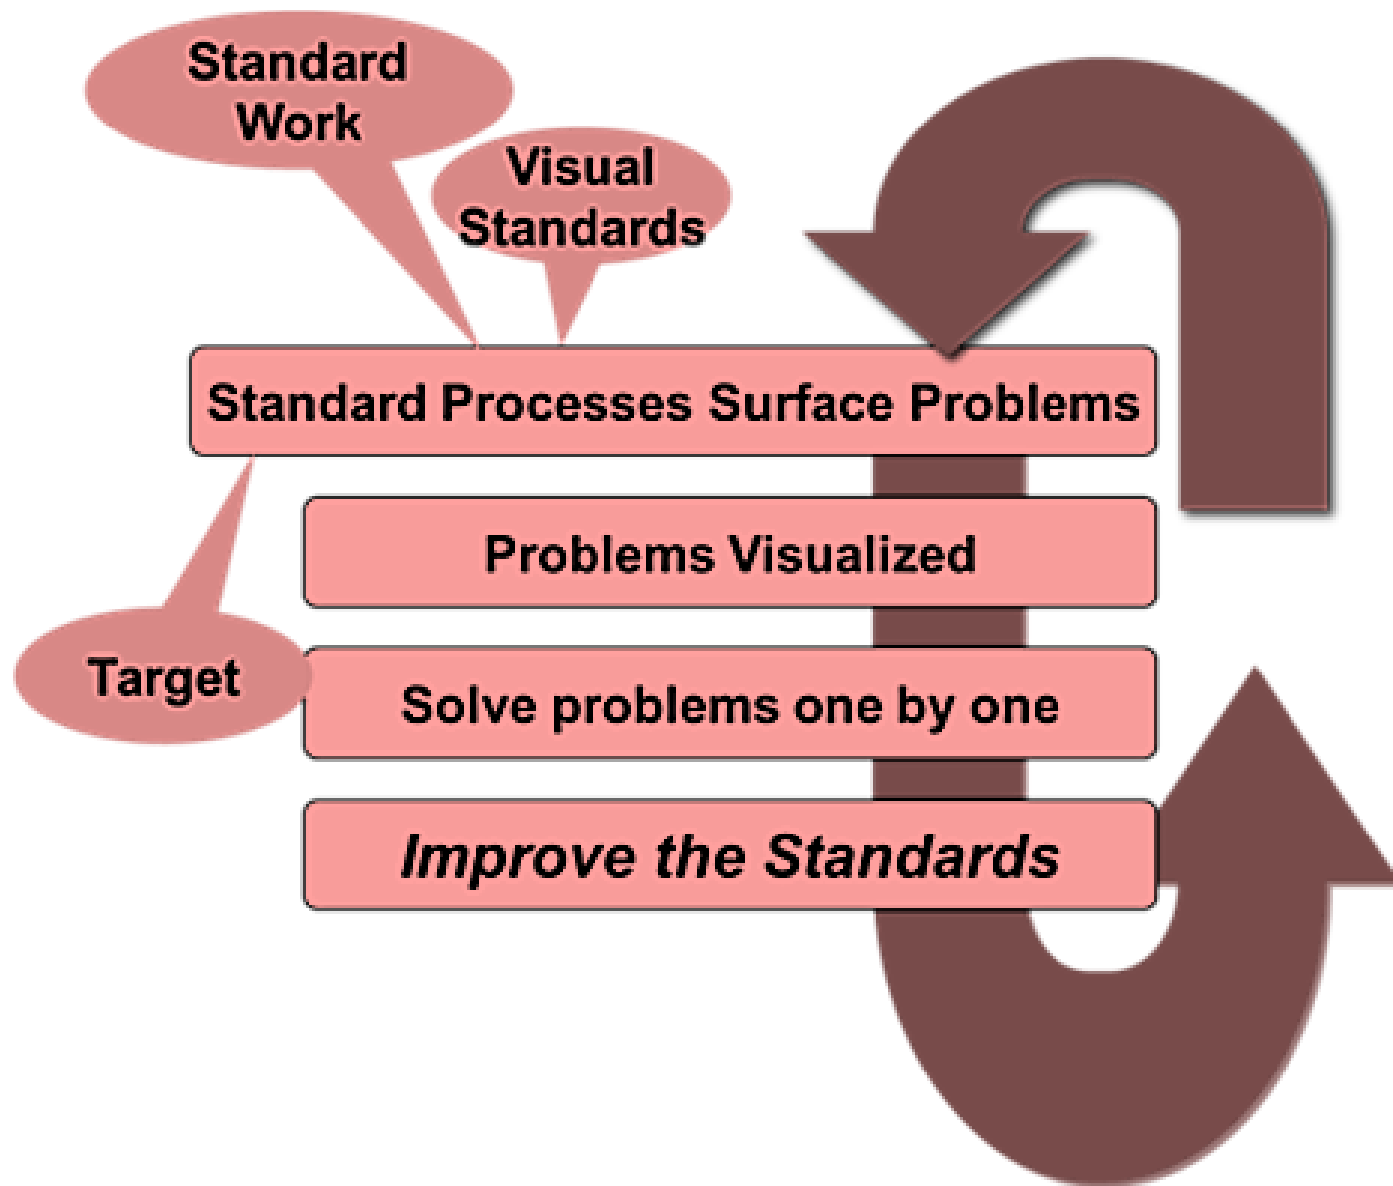 Standard
Work
Visual
Standards
Standard Processes Surface Problems
Problems Visualized
Target
Solve problems one by one
Improve the Standards